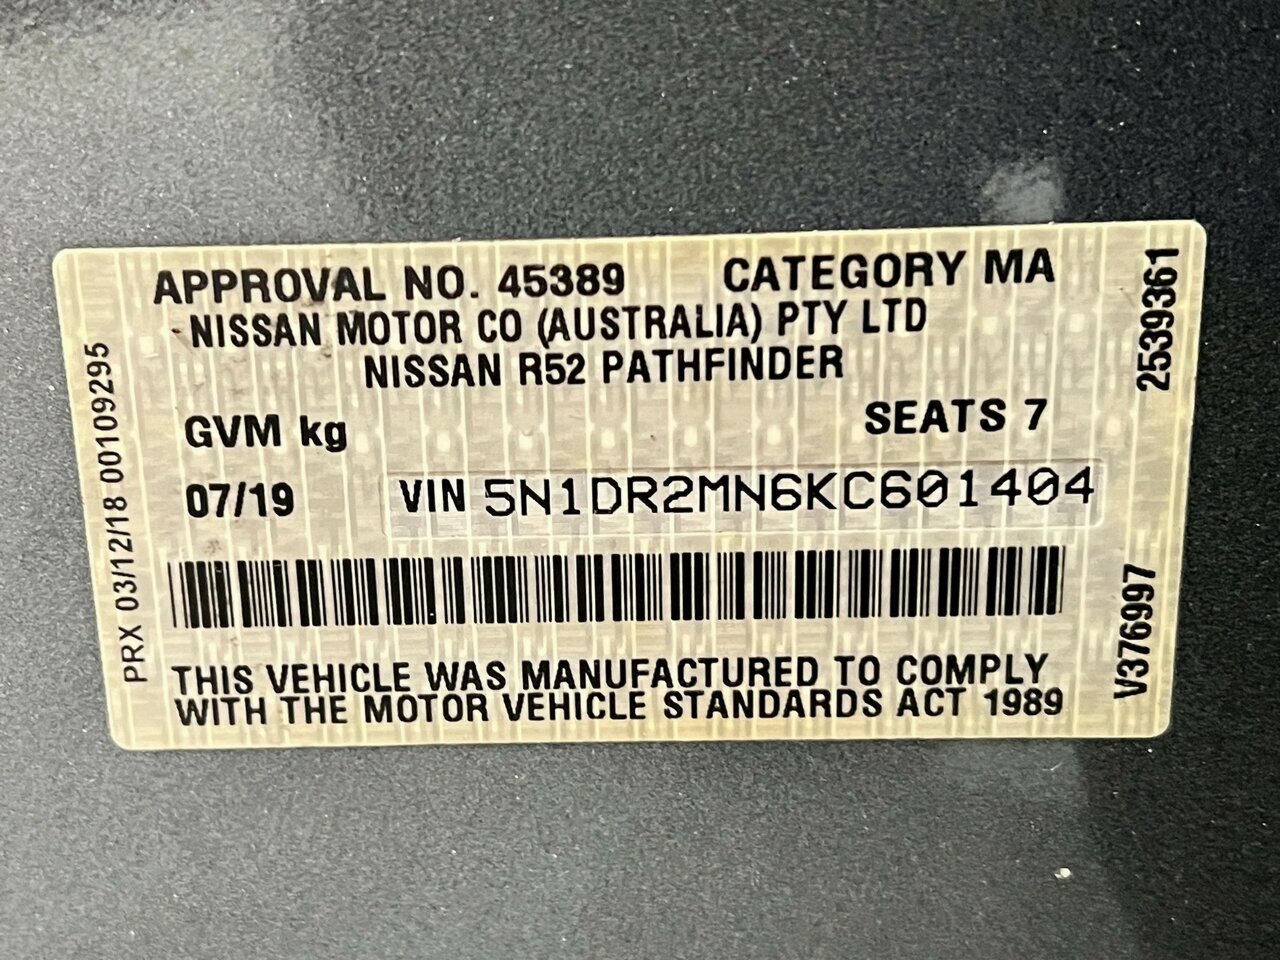 APPROVAL NO. 45389 CATEGORY MA
NISSAN MOTOR CO (AUSTRALIA) PTY LTD
NISSAN R52 PATHFINDER
GVM kg SEATS 7
07/19 VIN 5N1DR2MN6KC601404
THIS VEHICLE WAS MANUFACTURED TO COMPLY
WITH THE MOTOR VEHICLE STANDARDS ACT 1989
PRX 03/12/18 00109295
2539361
V376997